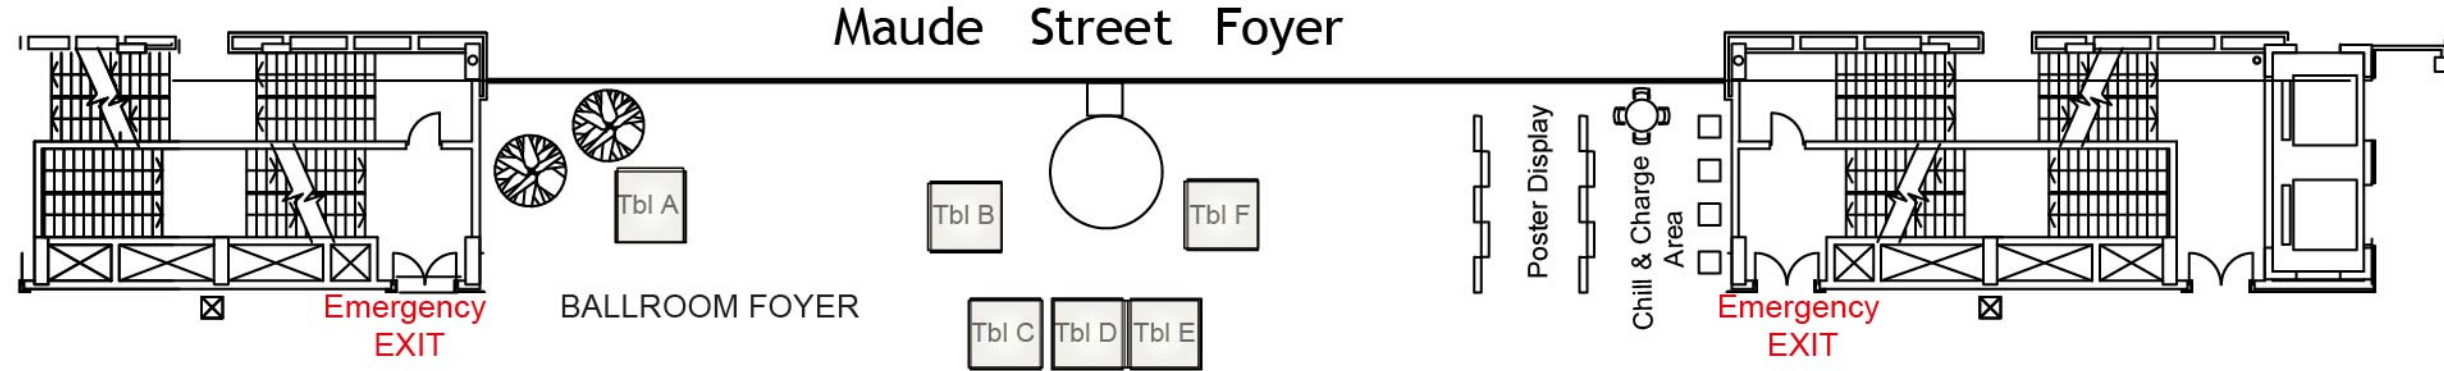 Maude Street Foyer
Tbl A
Tbl B
Tbl F
Poster Display
Chill & Charge
Area
Emergency
EXIT
BALLROOM FOYER
Tbl C
Tbl D
Tbl E
Emergency
EXIT